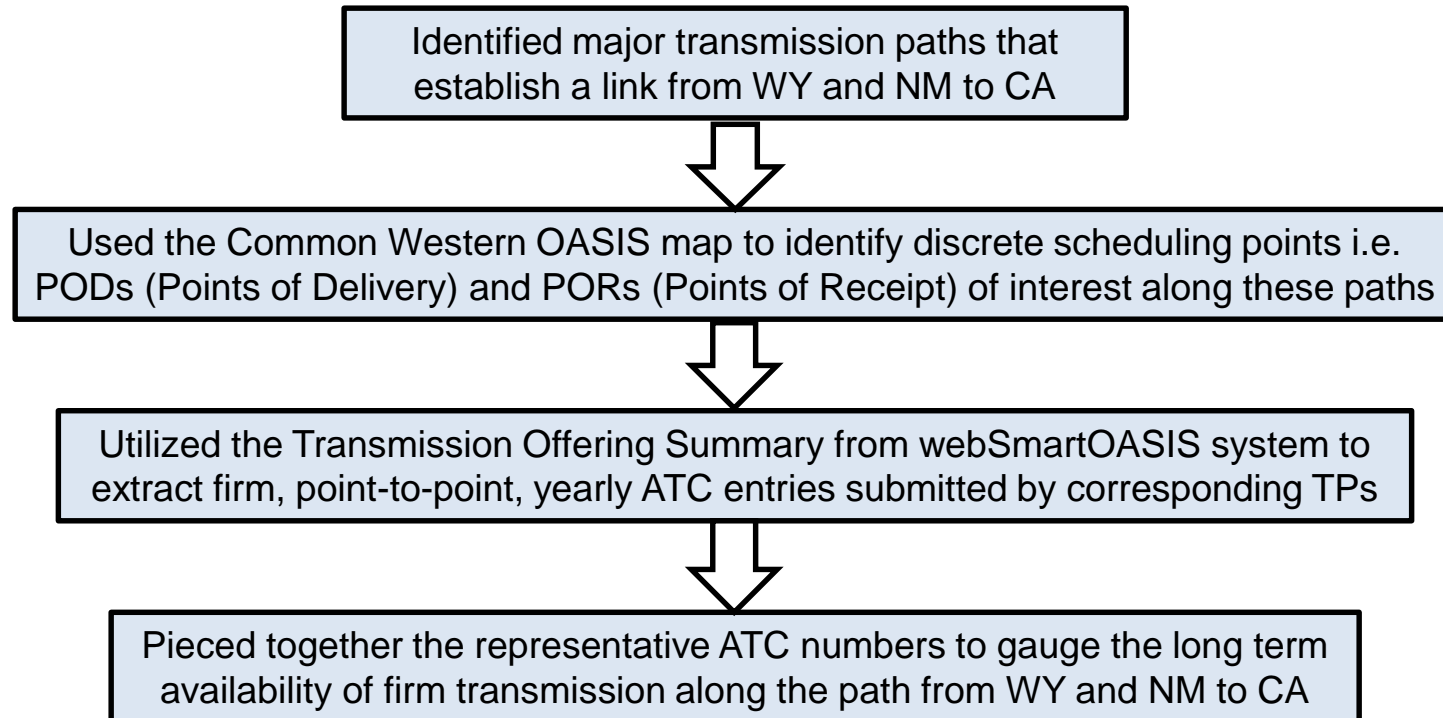 Identified major transmission paths that
establish a link from WY and NM to CA
Used the Common Western OASIS map to identify discrete scheduling points i.e.
PODs (Points of Delivery) and PORs (Points of Receipt) of interest along these paths
Utilized the Transmission Offering Summary from webSmartOASIS system to
extract firm, point-to-point, yearly ATC entries submitted by corresponding TPs
Pieced together the representative ATC numbers to gauge the long term
availability of firm transmission along the path from WY and NM to CA